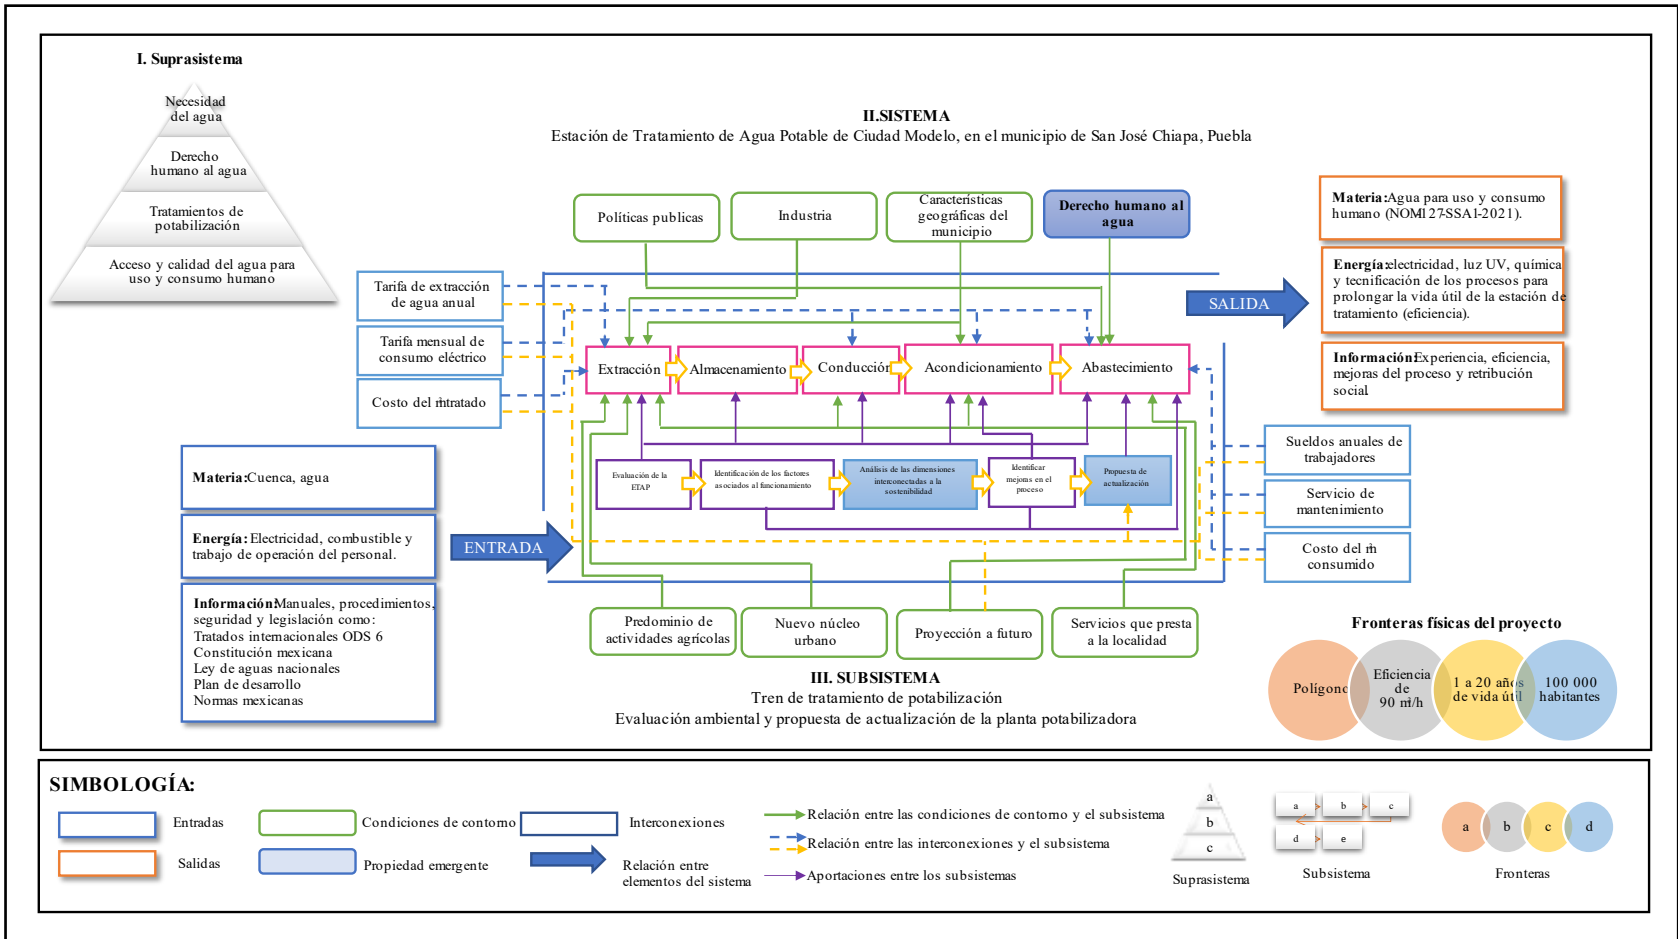 I. Suprasistema
Necesidad
del agua
Derecho
humano al agua
Tratamientos de
potabilización
Acceso y calidad del agua para
uso y consumo humano
II.SISTEMA
Estación de Tratamiento de Agua Potable de Ciudad Modelo, en el municipio de San José Chiapa, Puebla
Políticas publicas
Industria
Características
geográficas del
municipio
Derecho humano al
agua
Materia:Agua para uso y consumo
humano (NOM127-SSA1-2021).
Energía:electricidad, luz UV, química
y tecnificación de los procesos para
prolongar la vida útil de la estación de
tratamiento (eficiencia).
Información:Experiencia, eficiencia,
mejoras del proceso y retribución
social.
SALIDA
Tarifa de extracción
de agua anual
Tarifa mensual de
consumo eléctrico
Costo del m³tratado
Extracción
Almacenamiento
Conducción
Acondicionamiento
Abastecimiento
Materia:Cuenca, agua
Energía: Electricidad, combustible y
trabajo de operación del personal.
Información:Manuales, procedimientos,
seguridad y legislación como:
Tratados internacionales ODS 6
Constitución mexicana
Ley de aguas nacionales
Plan de desarrollo
Normas mexicanas
ENTRADA
Evaluación de la
ETAP
Identificación de los factores
asociados al funcionamiento
Análisis de las dimensiones
interconectadas a la
sostenibilidad
Identificar
mejoras en el
proceso
Propuesta de
actualización
Sueldos anuales de
trabajadores
Servicio de
mantenimiento
Costo del m³
consumido
Predominio de
actividades agrícolas
Nuevo núcleo
urbano
Proyección a futuro
Servicios que presta
a la localidad
III. SUBSISTEMA
Tren de tratamiento de potabilización
Evaluación ambiental y propuesta de actualización de la planta potabilizadora
Fronteras físicas del proyecto
Polígono
Eficiencia
de
90 m³/h
1 a 20 años
de vida útil
100 000
habitantes
SIMBOLOGÍA:
Entradas
Salidas
Condiciones de contorno
Propiedad emergente
Interconexiones
Relación entre
elementos del sistema
Relación entre las condiciones de contorno y el subsistema
Relación entre las interconexiones y el subsistema
Aportaciones entre los subsistemas
a
b
c
Suprasistema
a b c
d e
Subsistema
a b c d
Fronteras